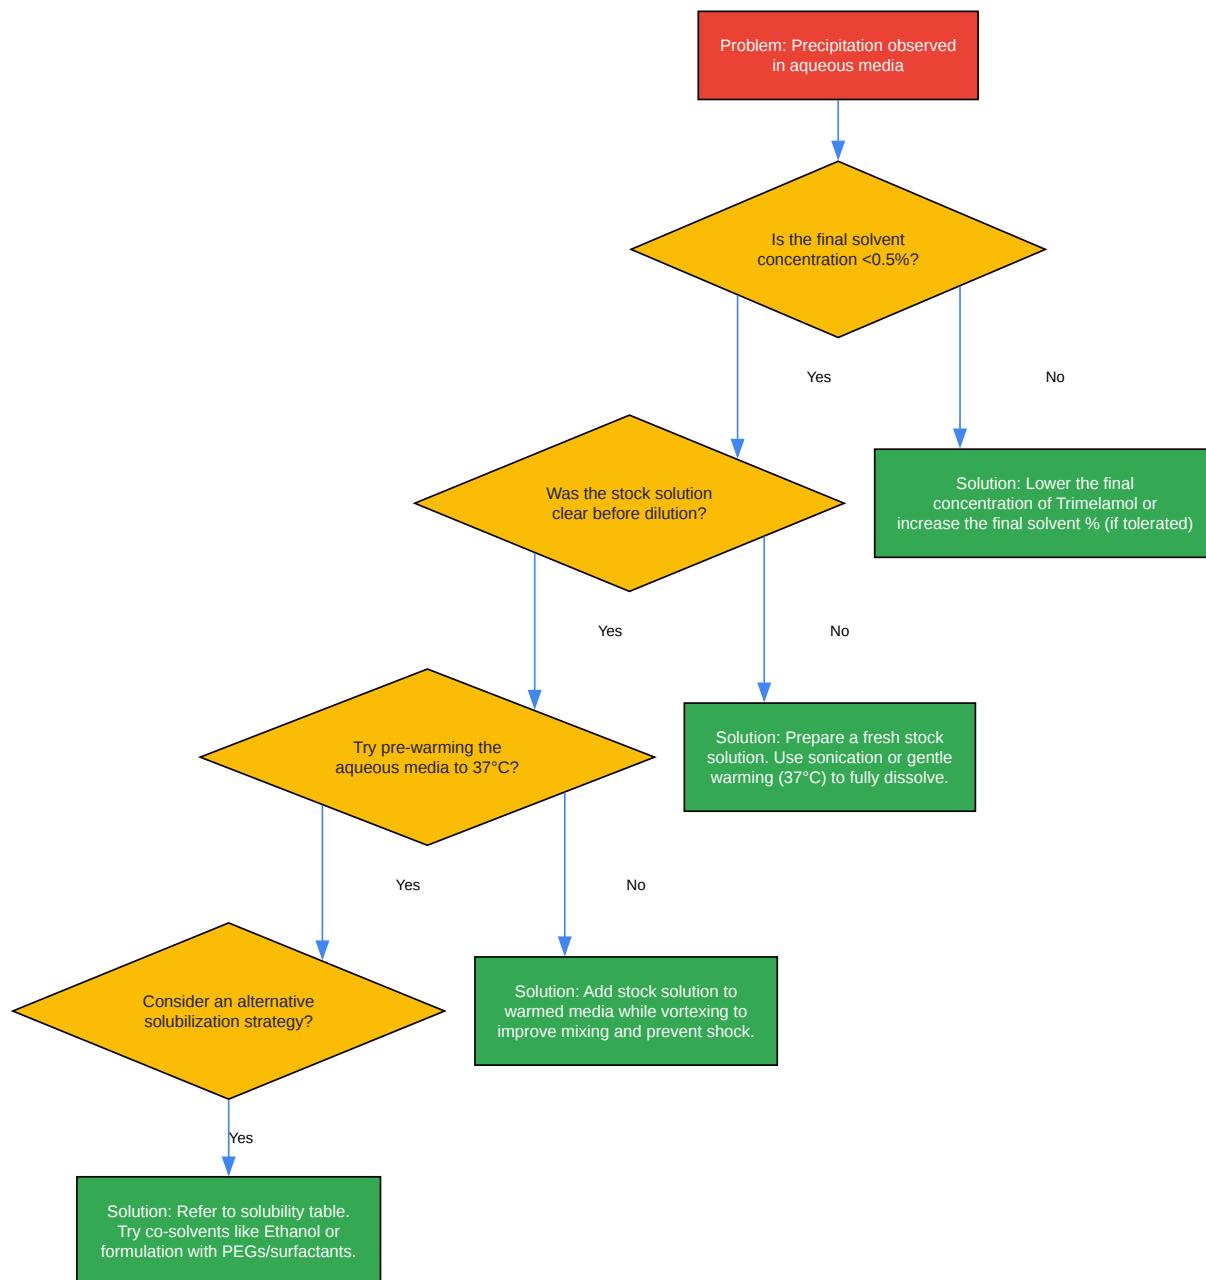 Problem: Precipitation observed
in aqueous media
Is the final solvent
concentration <0.5%?
Yes
No
Was the stock solution
clear before dilution?
Solution: Lower the final
concentration of Trimelamol or
increase the final solvent % (if tolerated)
Yes
No
Try pre-warming the
aqueous media to 37°C?
Solution: Prepare a fresh stock
solution. Use sonication or gentle
warming (37°C) to fully dissolve.
Yes
No
Consider an alternative
solubilization strategy?
Solution: Add stock solution to
warmed media while vortexing to
improve mixing and prevent shock.
Yes
Solution: Refer to solubility table.
Try co-solvents like Ethanol or
formulation with PEGs/surfactants.